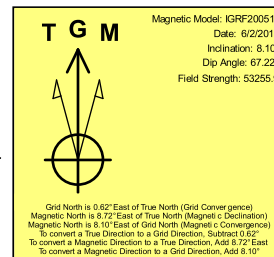 T G M
Magnetic Model: IGRF20051
Date: 6/2/201
Inclination: 8.10
Dip Angle: 67.22
Field Strength: 53255.
Grid North is 0.62° East of True North (Grid Convergence)
Magnetic North is 8.72° East of True North (Magnetic Declination)
Magnetic North is 8.10° East of Grid North (Magnetic Convergence)
To convert a True Direction to a Grid Direction, Subtract 0.62°
To convert a Magnetic Direction to a True Direction, Add 8.72° East
To convert a Magnetic Direction to a Grid Direction, Add 8.10°